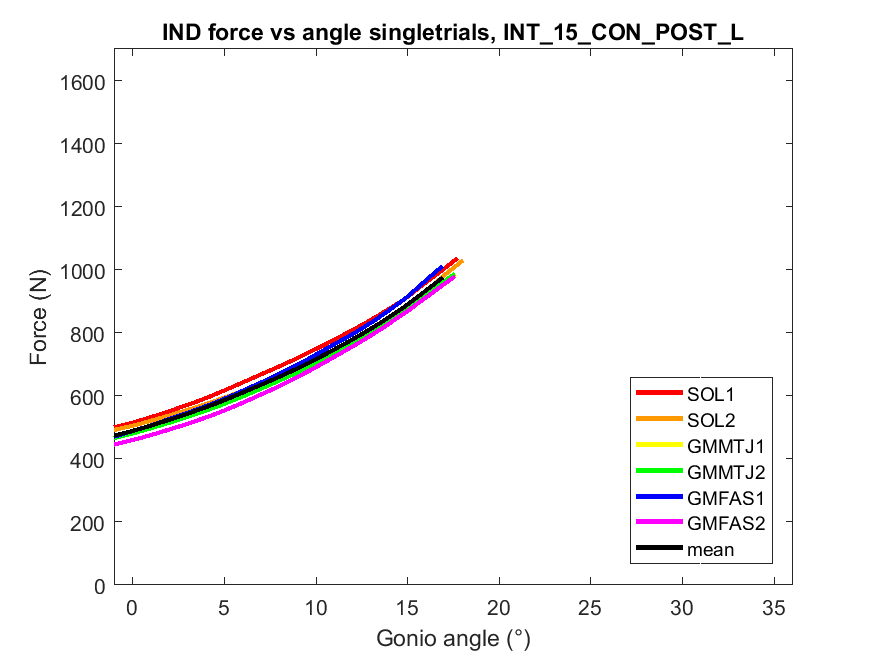 IND force vs angle singletrials, INT_15_CON_POST_L
1600
1400
1200
1000
800
600
400
200
0
Force (N)
0 5 10 15 20 25 30 35
Gonio angle (°)
SOL1
SOL2
GMMTJ1
GMMTJ2
GMFAS1
GMFAS2
mean